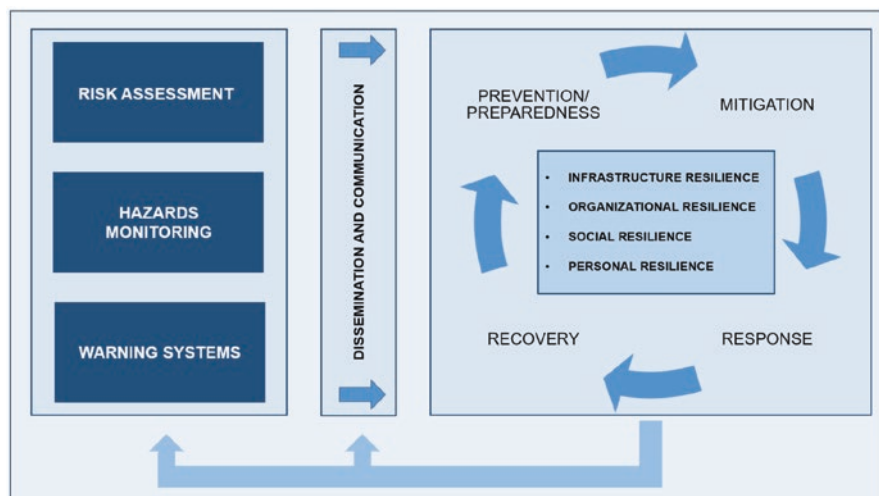 RISK ASSESSMENT
HAZARDS
MONITORING
WARNING SYSTEMS
DISSEMINATION AND COMMUNICATION
PREVENTION/
PREPAREDNESS
MITIGATION
• INFRASTRUCTURE RESILIENCE
• ORGANIZATIONAL RESILIENCE
• SOCIAL RESILIENCE
• PERSONAL RESILIENCE
RECOVERY
RESPONSE